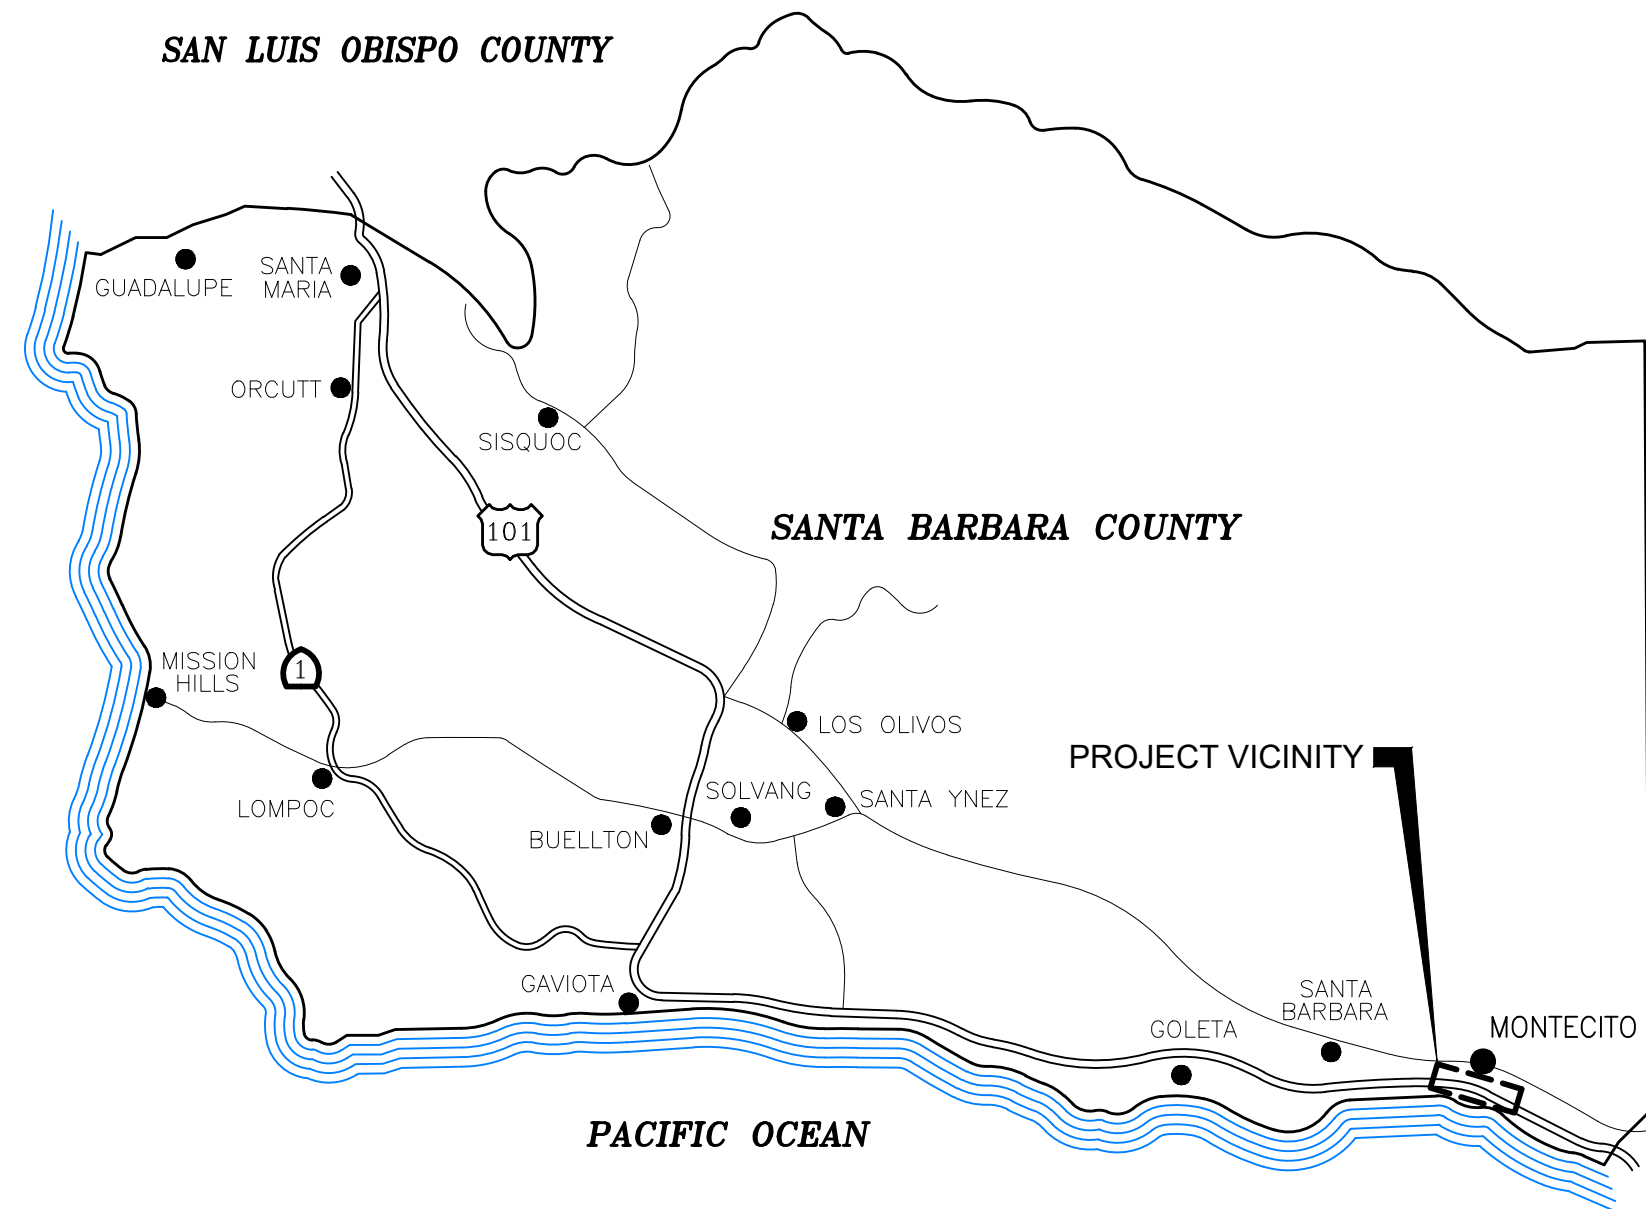 SAN LUIS OBISPO COUNTY
GUADALUPE
SANTA
MARIA
ORCUTT
SISQUOC
101
SANTA BARBARA COUNTY
MISSION
HILLS
1
LOS OLIVOS
PROJECT VICINITY
LOMPOC
SOLVANG
SANTA YNEZ
BUELLTON
GAVIOTA
SANTA
BARBARA
GOLETA
MONTECITO
PACIFIC OCEAN